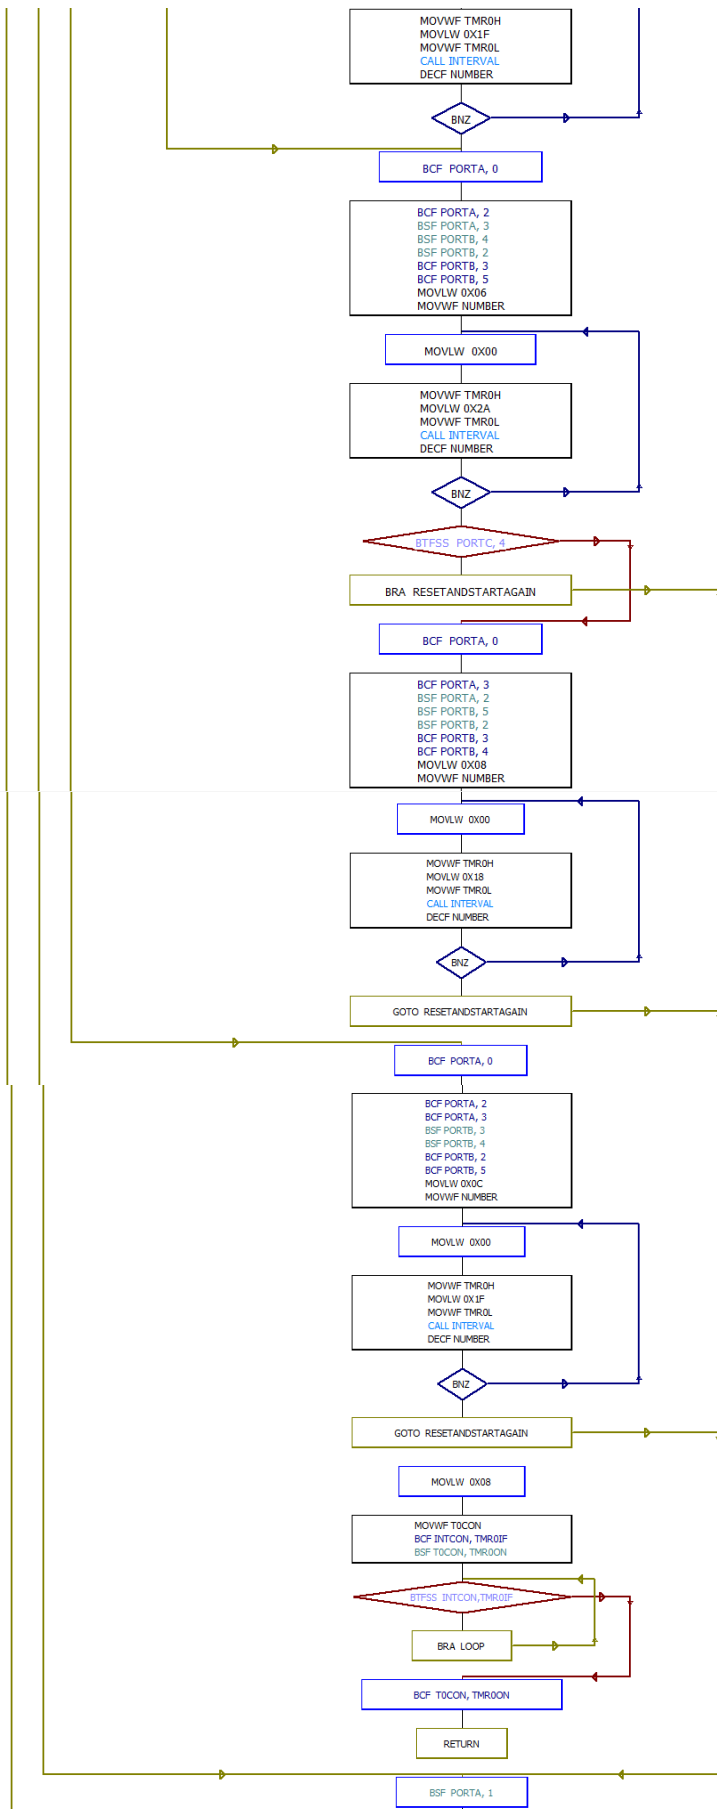 MOVWF TMR0H
MOVLW 0X1F
MOVWF TMR0L
CALL INTERVAL
DECF NUMBER
BNZ
BCF PORTA, 0
BCF PORTA, 2
BSF PORTA, 3
BSF PORTB, 4
BSF PORTB, 2
BCF PORTB, 3
BCF PORTB, 5
MOVLW 0X06
MOVWF NUMBER
MOVLW 0X00
MOVWF TMR0H
MOVLW 0X2A
MOVWF TMR0L
CALL INTERVAL
DECF NUMBER
BNZ
BTFSS PORTC, 4
BRA RESETANDSTARTAGAIN
BCF PORTA, 0
BCF PORTA, 3
BSF PORTA, 2
BSF PORTB, 5
BSF PORTB, 2
BCF PORTB, 3
BCF PORTB, 4
MOVLW 0X08
MOVWF NUMBER
MOVLW 0X00
MOVWF TMR0H
MOVLW 0X18
MOVWF TMR0L
CALL INTERVAL
DECF NUMBER
BNZ
GOTO RESETANDSTARTAGAIN
BCF PORTA, 0
BCF PORTA, 2
BCF PORTA, 3
BSF PORTB, 3
BSF PORTB, 4
BCF PORTB, 2
BCF PORTB, 5
MOVLW 0X0C
MOVWF NUMBER
MOVLW 0X00
MOVWF TMR0H
MOVLW 0X1F
MOVWF TMR0L
CALL INTERVAL
DECF NUMBER
BNZ
GOTO RESETANDSTARTAGAIN
MOVLW 0X08
MOVWF T0CON
BCF INTCON, TMR0IF
BSF T0CON, TMR0ON
BTFSS INTCON,TMR0IF
BRA LOOP
BCF T0CON, TMR0ON
RETURN
BSF PORTA, 1